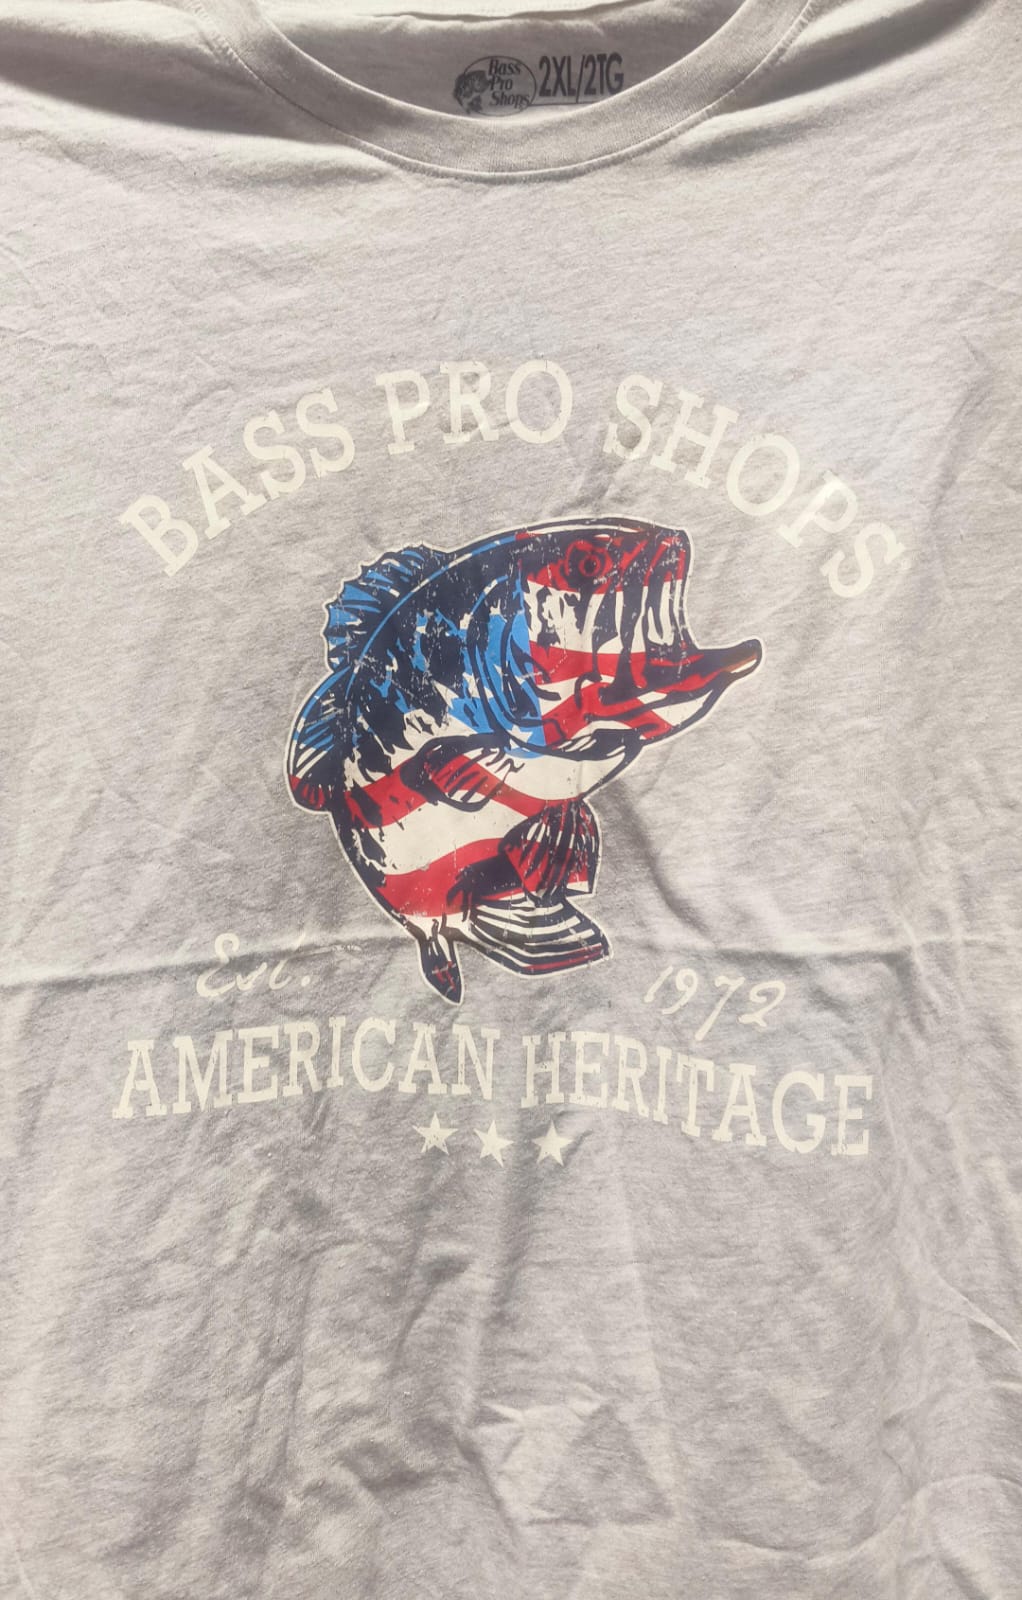 Bass
Pro
Shops
2XL/2TG
BASS PRO SHOPS
Est. 1972
AMERICAN HERITAGE